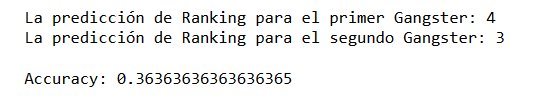 La predicción de Ranking para el primer Gangster: 4
La predicción de Ranking para el segundo Gangster: 3
Accuracy: 0.36363636363636365